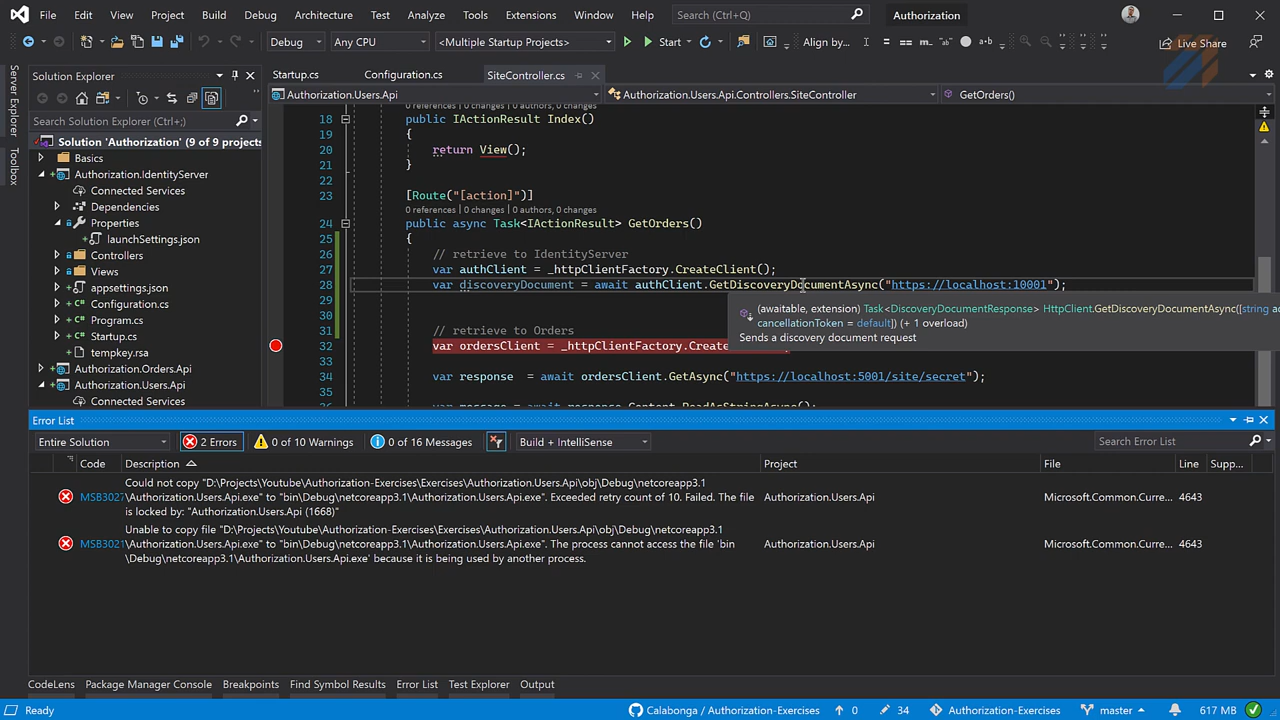 File Edit View Project Build Debug Architecture Test Analyze Tools Extensions Window Help Search (Ctrl+Q) Authorization
Debug Any CPU <Multiple Startup Projects> Start Align by... Live Share
Server Explorer
Toolbox
Solution Explorer
Search Solution Explorer (Ctrl+;)
Solution 'Authorization' (9 of 9 projects
Basics
Authorization.IdentityServer
Connected Services
Dependencies
Properties
launchSettings.json
Controllers
Views
appsettings.json
Configuration.cs
Program.cs
Startup.cs
tempkey.rsa
Authorization.Orders.Api
Authorization.Users.Api
Connected Services
Startup.cs Configuration.cs SiteController.cs
Authorization.Users.Api Authorization.Users.Api.Controllers.SiteController GetOrders()
0 references | 0 changes | 0 authors, 0 changes
18 public IActionResult Index()
19 {
20 return View();
21 }
22
23 [Route("[action]")]
0 references | 0 changes | 0 authors, 0 changes
24 public async Task<IActionResult> GetOrders()
25 {
26 // retrieve to IdentityServer
27 var authClient = _httpClientFactory.CreateClient();
28 var discoveryDocument = await authClient.GetDiscoveryDocumentAsync("https://localhost:10001");
29
30
31 // retrieve to Orders
32 var ordersClient = _httpClientFactory.Create
33
34 var response = await ordersClient.GetAsync("https://localhost:5001/site/secret");
35
36 var message = await response.Content.ReadAsStringAsync();
(awaitable, extension) Task<DiscoveryDocumentResponse> HttpClient.GetDiscoveryDocumentAsync([string ad
cancellationToken = default]) (+ 1 overload)
Sends a discovery document request
Error List
Entire Solution 2 Errors 0 of 10 Warnings 0 of 16 Messages Build + IntelliSense Search Error List
Code Description Project File Line Supp...
Could not copy "D:\Projects\Youtube\Authorization-Exercises\Exercises\Authorization.Users.Api\obj\Debug\netcoreapp3.1
MSB3027 \Authorization.Users.Api.exe" to "bin\Debug\netcoreapp3.1\Authorization.Users.Api.exe". Exceeded retry count of 10. Failed. The file Authorization.Users.Api Microsoft.Common.Curre... 4643
is locked by: "Authorization.Users.Api (1668)"
Unable to copy file "D:\Projects\Youtube\Authorization-Exercises\Exercises\Authorization.Users.Api\obj\Debug\netcoreapp3.1
MSB3021 \Authorization.Users.Api.exe" to "bin\Debug\netcoreapp3.1\Authorization.Users.Api.exe". The process cannot access the file 'bin Authorization.Users.Api Microsoft.Common.Curre... 4643
\Debug\netcoreapp3.1\Authorization.Users.Api.exe' because it is being used by another process.
CodeLens Package Manager Console Breakpoints Find Symbol Results Error List Test Explorer Output
Ready Calabonga / Authorization-Exercises 0 34 Authorization-Exercises master 617 MB